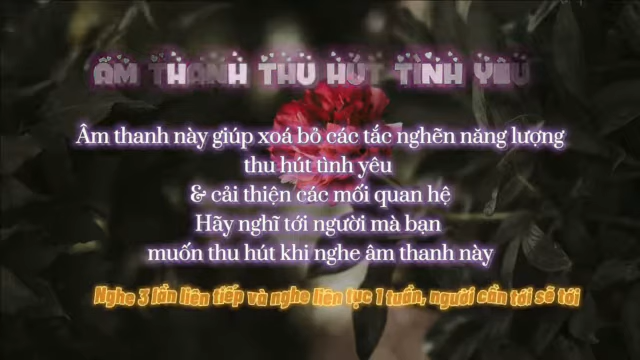 ÂM THANH THU HÚT TÌNH YÊU
Âm thanh này giúp xoá bỏ các tắc nghẽn năng lượng
thu hút tình yêu
& cải thiện các mối quan hệ
Hãy nghĩ tới người mà bạn
muốn thu hút khi nghe âm thanh này
Nghe 3 lần liên tiếp và nghe liên tục 1 tuần, người cần tới sẽ tới